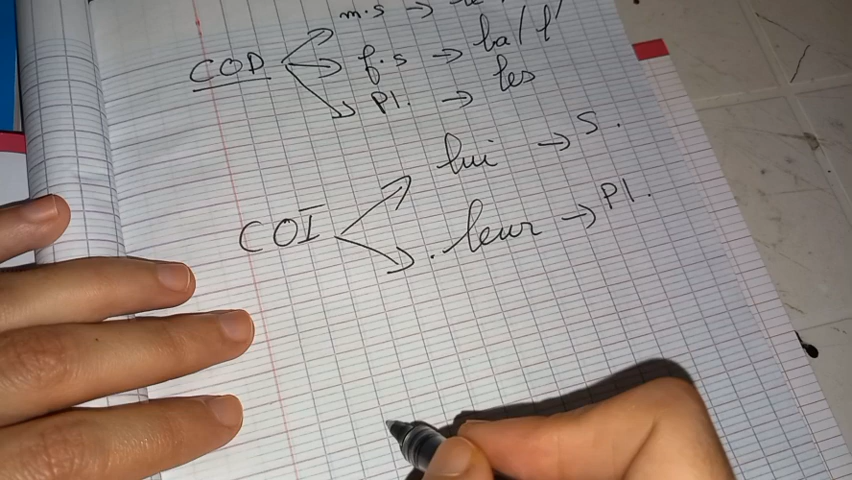 m.s →
COD f.s → la/l'
Pl. → les
lui → S.
COI
. leur → Pl.